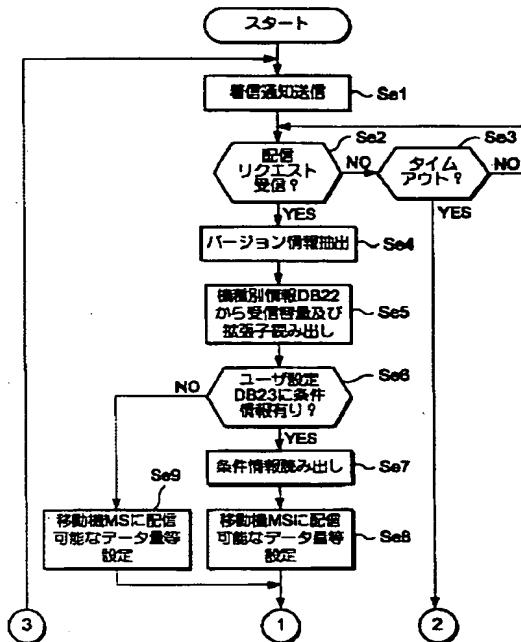 スタート
着信通知送信
Se1
配信
リクエスト
受信?
Se2
NO
タイム
アウト?
Se3
NO
YES
YES
バージョン情報抽出
Se4
機種別情報DB22
から受信容量及び
拡張子読み出し
Se5
ユーザ設定
DB23に条件
情報有り?
Se6
NO
YES
条件情報読み出し
Se7
Se9
移動機MSに配信
可能なデータ量等
設定
移動機MSに配信
可能なデータ量等
設定
Se8
3
1
2